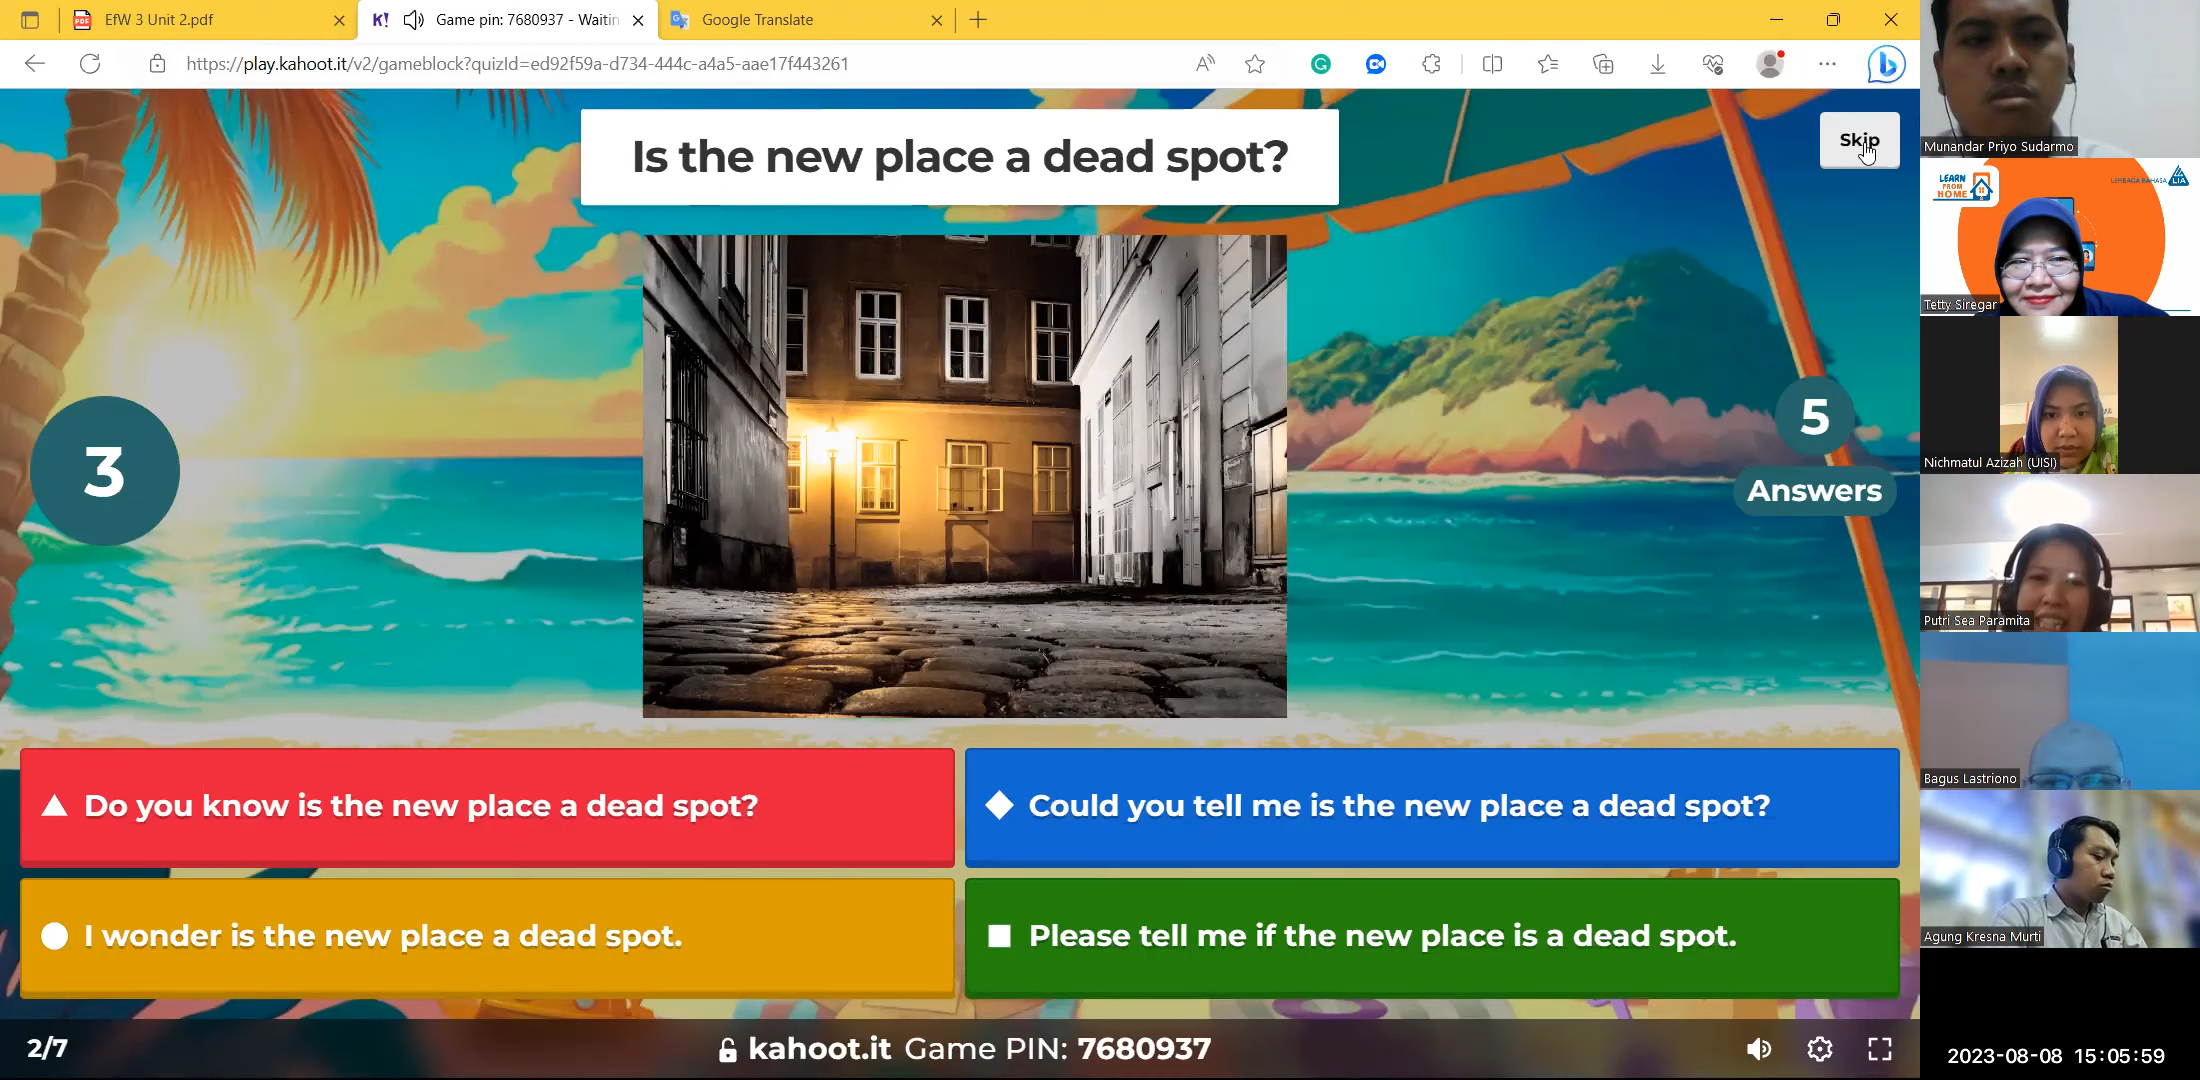 EfW 3 Unit 2.pdf
K! Game pin: 7680937 - Waitin
Google Translate
https://play.kahoot.it/v2/gameblock?quizId=ed92f59a-d734-444c-a4a5-aae17f443261
Is the new place a dead spot?
Skip
3
5
Answers
Do you know is the new place a dead spot?
Could you tell me is the new place a dead spot?
I wonder is the new place a dead spot.
Please tell me if the new place is a dead spot.
2/7
kahoot.it Game PIN: 7680937
Munandar Priyo Sudarmo
LEARN
FROM
HOME
LEMBAGA BAHASA LIA
Tetty Siregar
Nichmatul Azizah (UISI)
Putri Sea Paramita
Bagus Lastriono
Agung Kresna Murti
2023-08-08 15:05:59